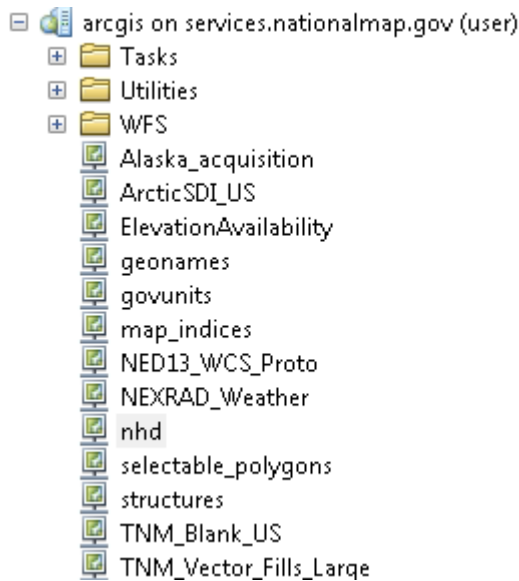 arcgis on services.nationalmap.gov (user)
Tasks
Utilities
WFS
Alaska_acquisition
ArcticSDI_US
ElevationAvailability
geonames
govunits
map_indices
NED13_WCS_Proto
NEXRAD_Weather
nhd
selectable_polygons
structures
TNM_Blank_US
TNM_Vector_Fills_Large